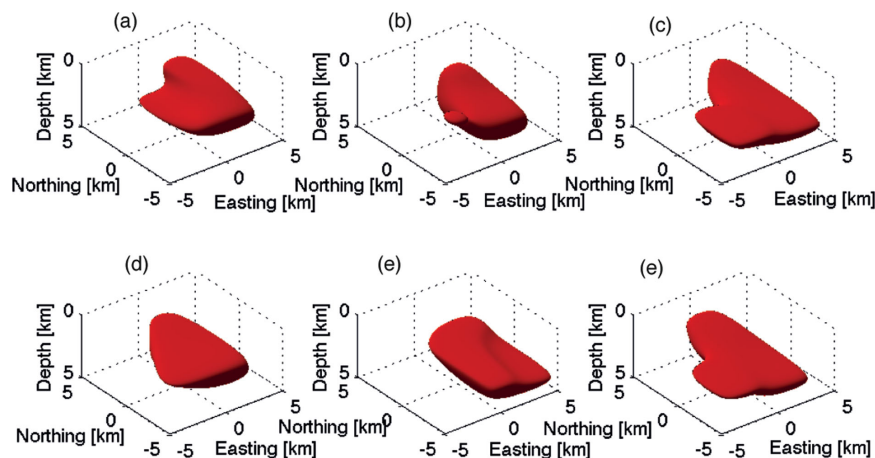 (a) (b) (c)
0 0 0
Depth [km] Depth [km] Depth [km]
5 5 5
5 5 5
0 5 0 5 0 5
Northing [km] 0 Northing [km] 0 Northing [km] 0
-5 -5 Easting [km] -5 -5 Easting [km] -5 -5 Easting [km]
(d) (e) (e)
0 0 0
Depth [km] Depth [km] Depth [km]
5 5 5
5 5 5
0 5 0 5 0 5
Northing [km] 0 Northing [km] 0 Northing [km] 0
-5 -5 Easting [km] -5 -5 Easting [km] -5 -5 Easting [km]